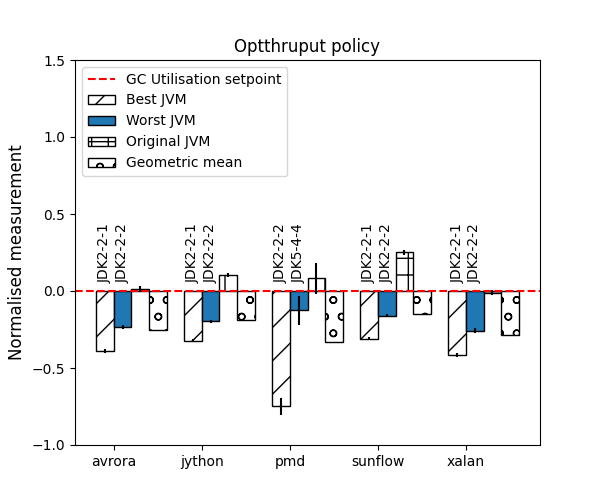 Optthruput policy
Normalised measurement
1.5
1.0
0.5
0.0
−0.5
−1.0
GC Utilisation setpoint
Best JVM
Worst JVM
Original JVM
Geometric mean
JDK2-2-1
JDK2-2-2
JDK2-2-1
JDK2-2-2
JDK2-2-2
JDK5-4-4
JDK2-2-1
JDK2-2-2
JDK2-2-1
JDK2-2-2
avrora
jython
pmd
sunflow
xalan